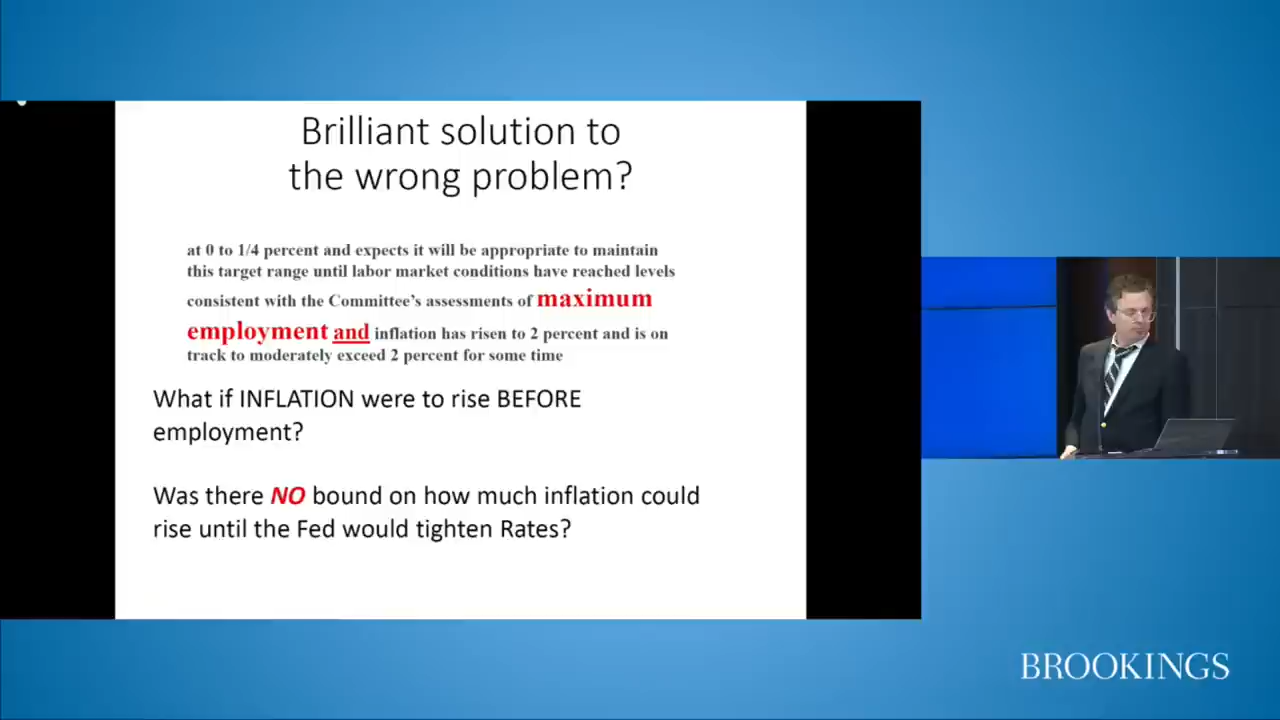 Brilliant solution to
the wrong problem?
at 0 to 1/4 percent and expects it will be appropriate to maintain
this target range until labor market conditions have reached levels
consistent with the Committee's assessments of maximum
employment and inflation has risen to 2 percent and is on
track to moderately exceed 2 percent for some time
What if INFLATION were to rise BEFORE
employment?
Was there NO bound on how much inflation could
rise until the Fed would tighten Rates?
BROOKINGS